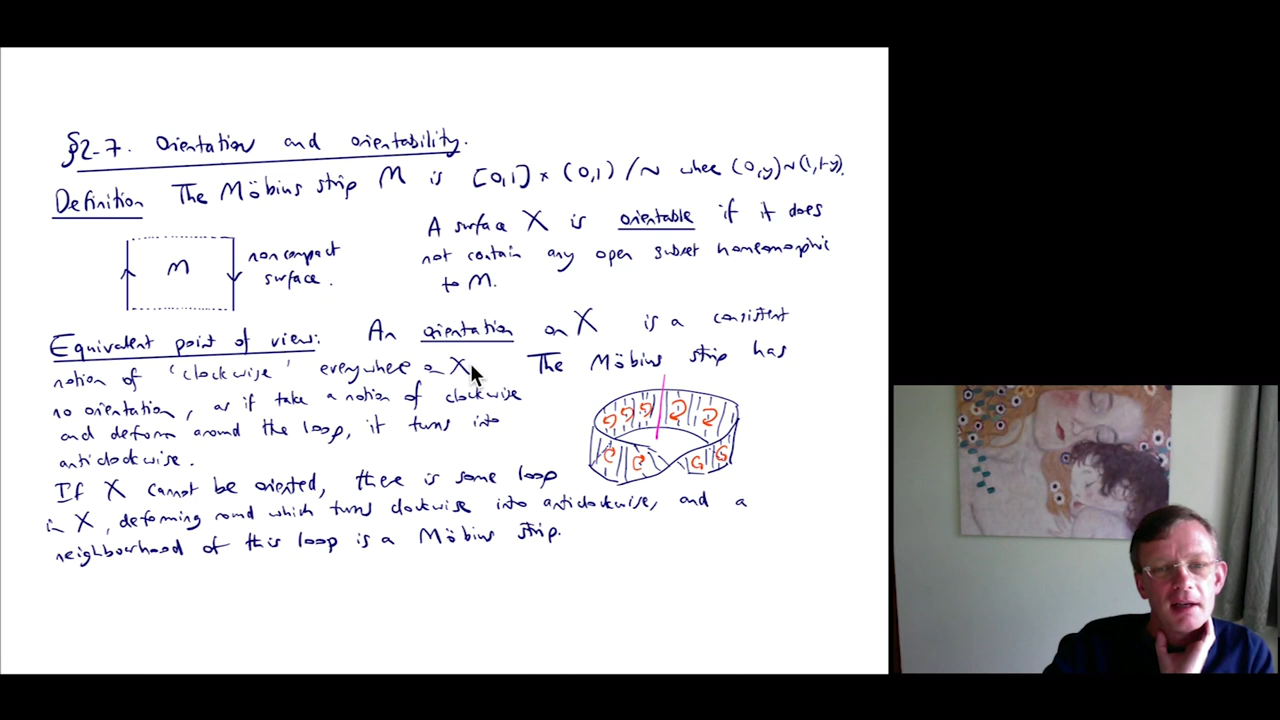 §2.7. Orientation and orientability.
Definition The Möbius strip M is [0,1] × (0,1) / ~ where (0,y)~(1,1-y).
M
noncompact
surface.
A surface X is orientable if it does
not contain any open subset homeomorphic
to M.
Equivalent point of view: An orientation on X is a consistent
notion of 'clockwise' everywhere on X. The Möbius strip has
no orientation, as if take a notion of clockwise
and deform around the loop, it turns into
anticlockwise.
If X cannot be oriented, there is some loop
in X, deforming round which turns clockwise into anticlockwise, and a
neighbourhood of this loop is a Möbius strip.